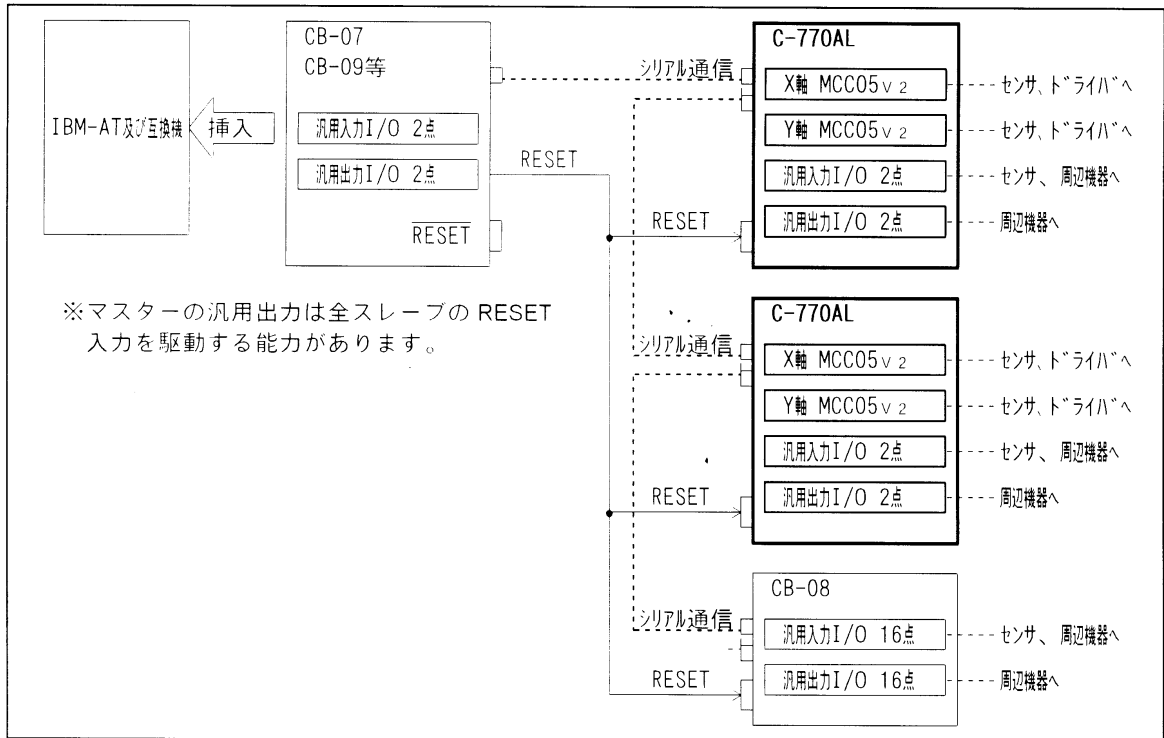 IBM-AT及び互換機
挿入
CB-07
CB-09等
汎用入力I/O 2点
汎用出力I/O 2点
RESET
RESET
※マスターの汎用出力は全スレーブの RESET
入力を駆動する能力があります。
シリアル通信
C-770AL
X軸 MCC05v2
センサ、ドライバへ
Y軸 MCC05v2
センサ、ドライバへ
汎用入力I/O 2点
センサ、周辺機器へ
RESET
汎用出力I/O 2点
周辺機器へ
シリアル通信
C-770AL
X軸 MCC05v2
センサ、ドライバへ
Y軸 MCC05v2
センサ、ドライバへ
汎用入力I/O 2点
センサ、周辺機器へ
RESET
汎用出力I/O 2点
周辺機器へ
シリアル通信
CB-08
汎用入力I/O 16点
センサ、周辺機器へ
RESET
汎用出力I/O 16点
周辺機器へ